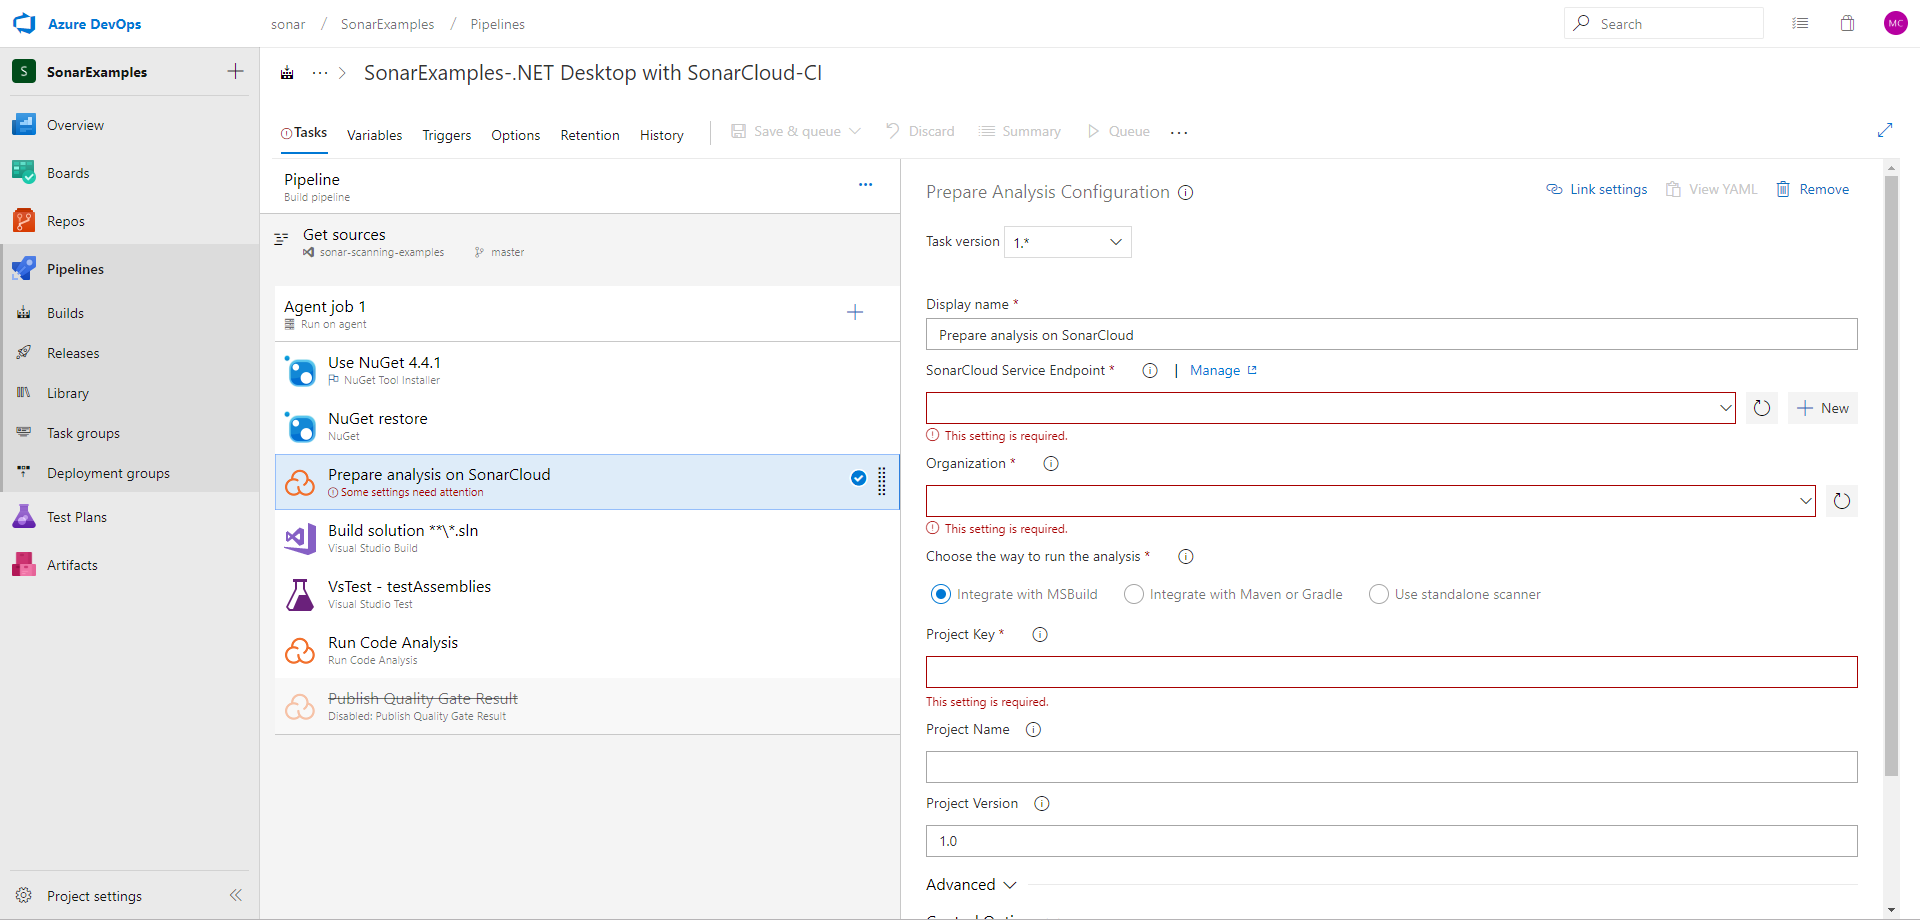 Azure DevOps
sonar / SonarExamples / Pipelines
Search
MC
S SonarExamples
Overview
Boards
Repos
Pipelines
Builds
Releases
Library
Task groups
Deployment groups
Test Plans
Artifacts
Project settings
SonarExamples-.NET Desktop with SonarCloud-CI
Tasks Variables Triggers Options Retention History Save & queue Discard Summary Queue
Pipeline
Build pipeline
Get sources
sonar-scanning-examples master
Agent job 1
Run on agent
Use NuGet 4.4.1
NuGet Tool Installer
NuGet restore
NuGet
Prepare analysis on SonarCloud
Some settings need attention
Build solution **\*.sln
Visual Studio Build
VsTest - testAssemblies
Visual Studio Test
Run Code Analysis
Run Code Analysis
Publish Quality Gate Result
Disabled: Publish Quality Gate Result
Prepare Analysis Configuration
Link settings View YAML Remove
Task version 1.*
Display name *
Prepare analysis on SonarCloud
SonarCloud Service Endpoint * | Manage
New
This setting is required.
Organization *
This setting is required.
Choose the way to run the analysis *
Integrate with MSBuild Integrate with Maven or Gradle Use standalone scanner
Project Key *
This setting is required.
Project Name
Project Version
1.0
Advanced